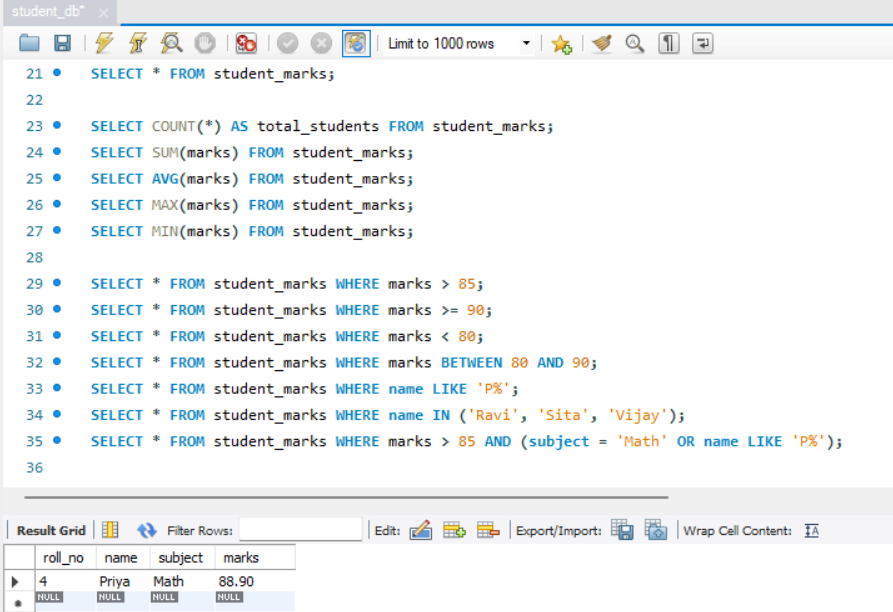 student_db*
Limit to 1000 rows
21 SELECT * FROM student_marks;
22
23 SELECT COUNT(*) AS total_students FROM student_marks;
24 SELECT SUM(marks) FROM student_marks;
25 SELECT AVG(marks) FROM student_marks;
26 SELECT MAX(marks) FROM student_marks;
27 SELECT MIN(marks) FROM student_marks;
28
29 SELECT * FROM student_marks WHERE marks > 85;
30 SELECT * FROM student_marks WHERE marks >= 90;
31 SELECT * FROM student_marks WHERE marks < 80;
32 SELECT * FROM student_marks WHERE marks BETWEEN 80 AND 90;
33 SELECT * FROM student_marks WHERE name LIKE 'P%';
34 SELECT * FROM student_marks WHERE name IN ('Ravi', 'Sita', 'Vijay');
35 SELECT * FROM student_marks WHERE marks > 85 AND (subject = 'Math' OR name LIKE 'P%');
36
Result Grid Filter Rows: Edit: Export/Import: Wrap Cell Content: IA
roll_no name subject marks
4 Priya Math 88.90
NULL NULL NULL NULL